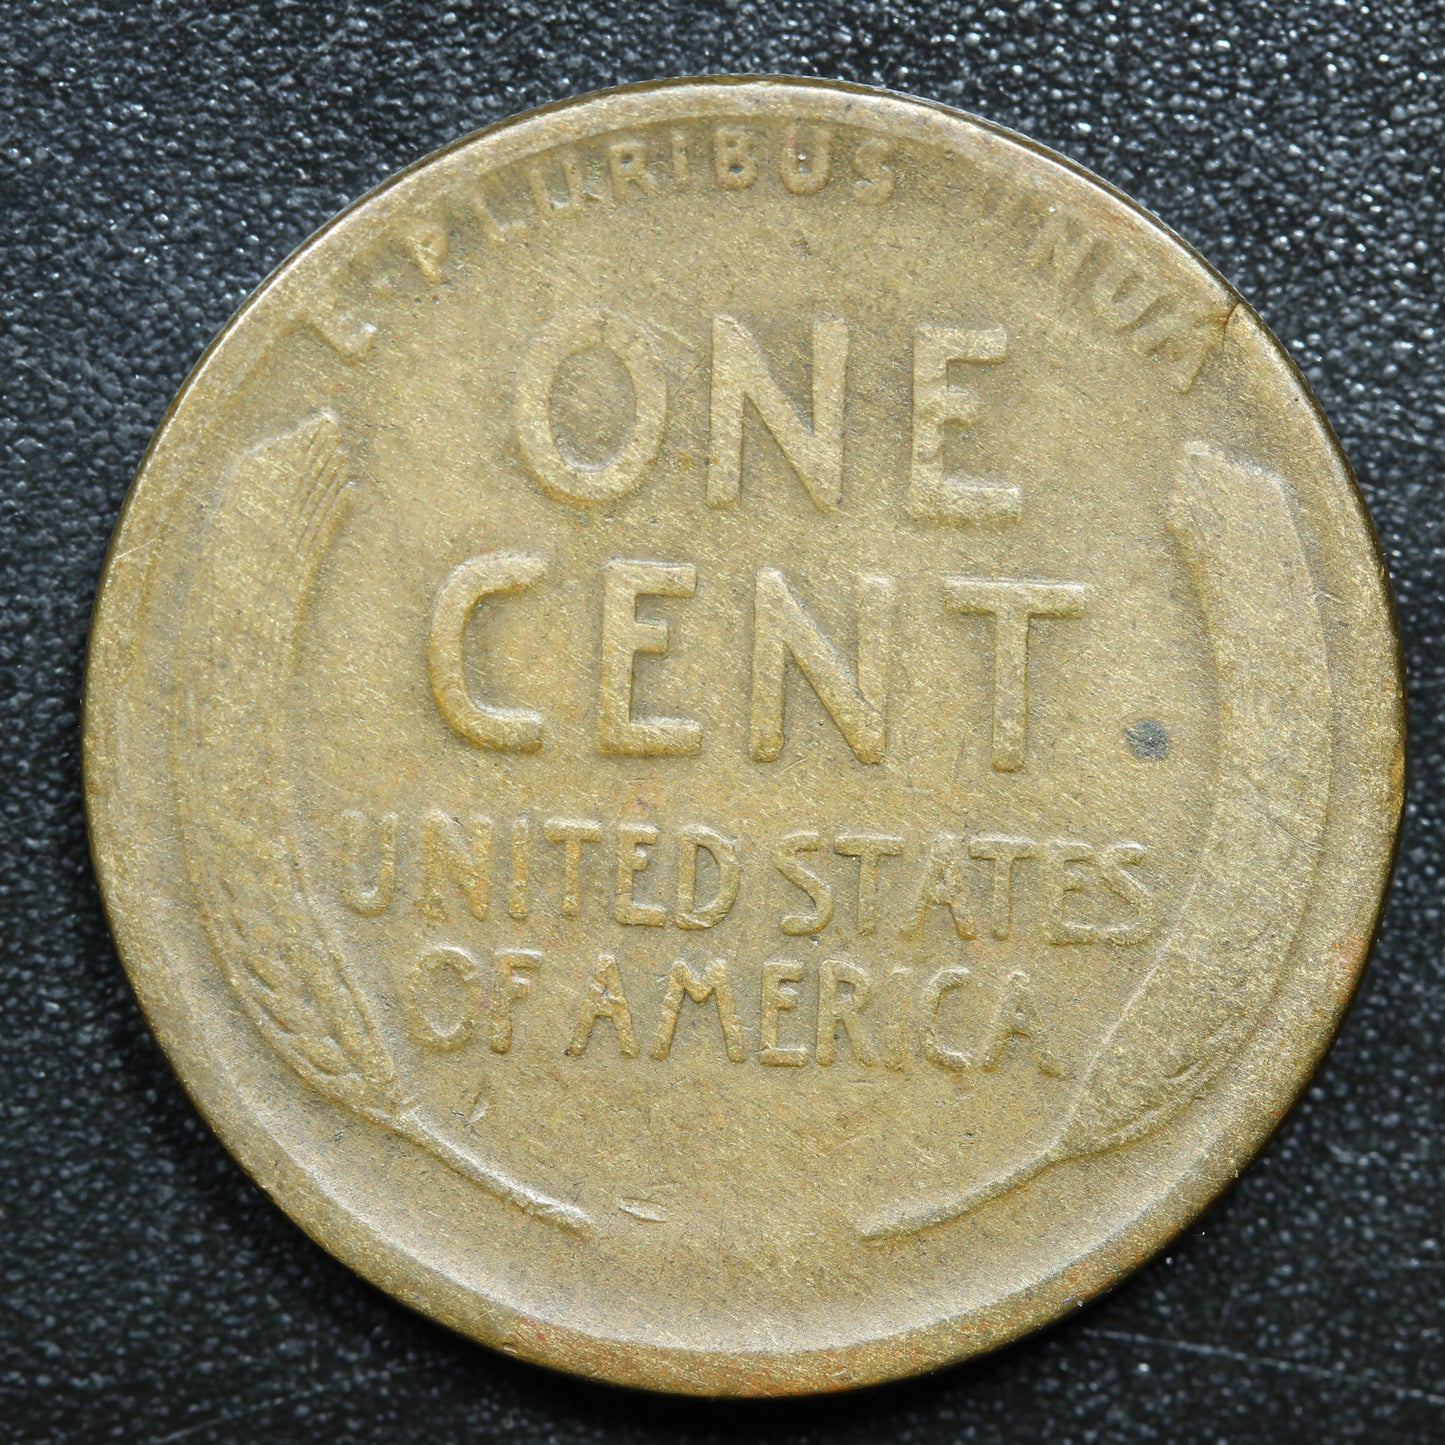 E·PLURIBUS UNUM
ONE
CENT
UNITED STATES
OF AMERICA